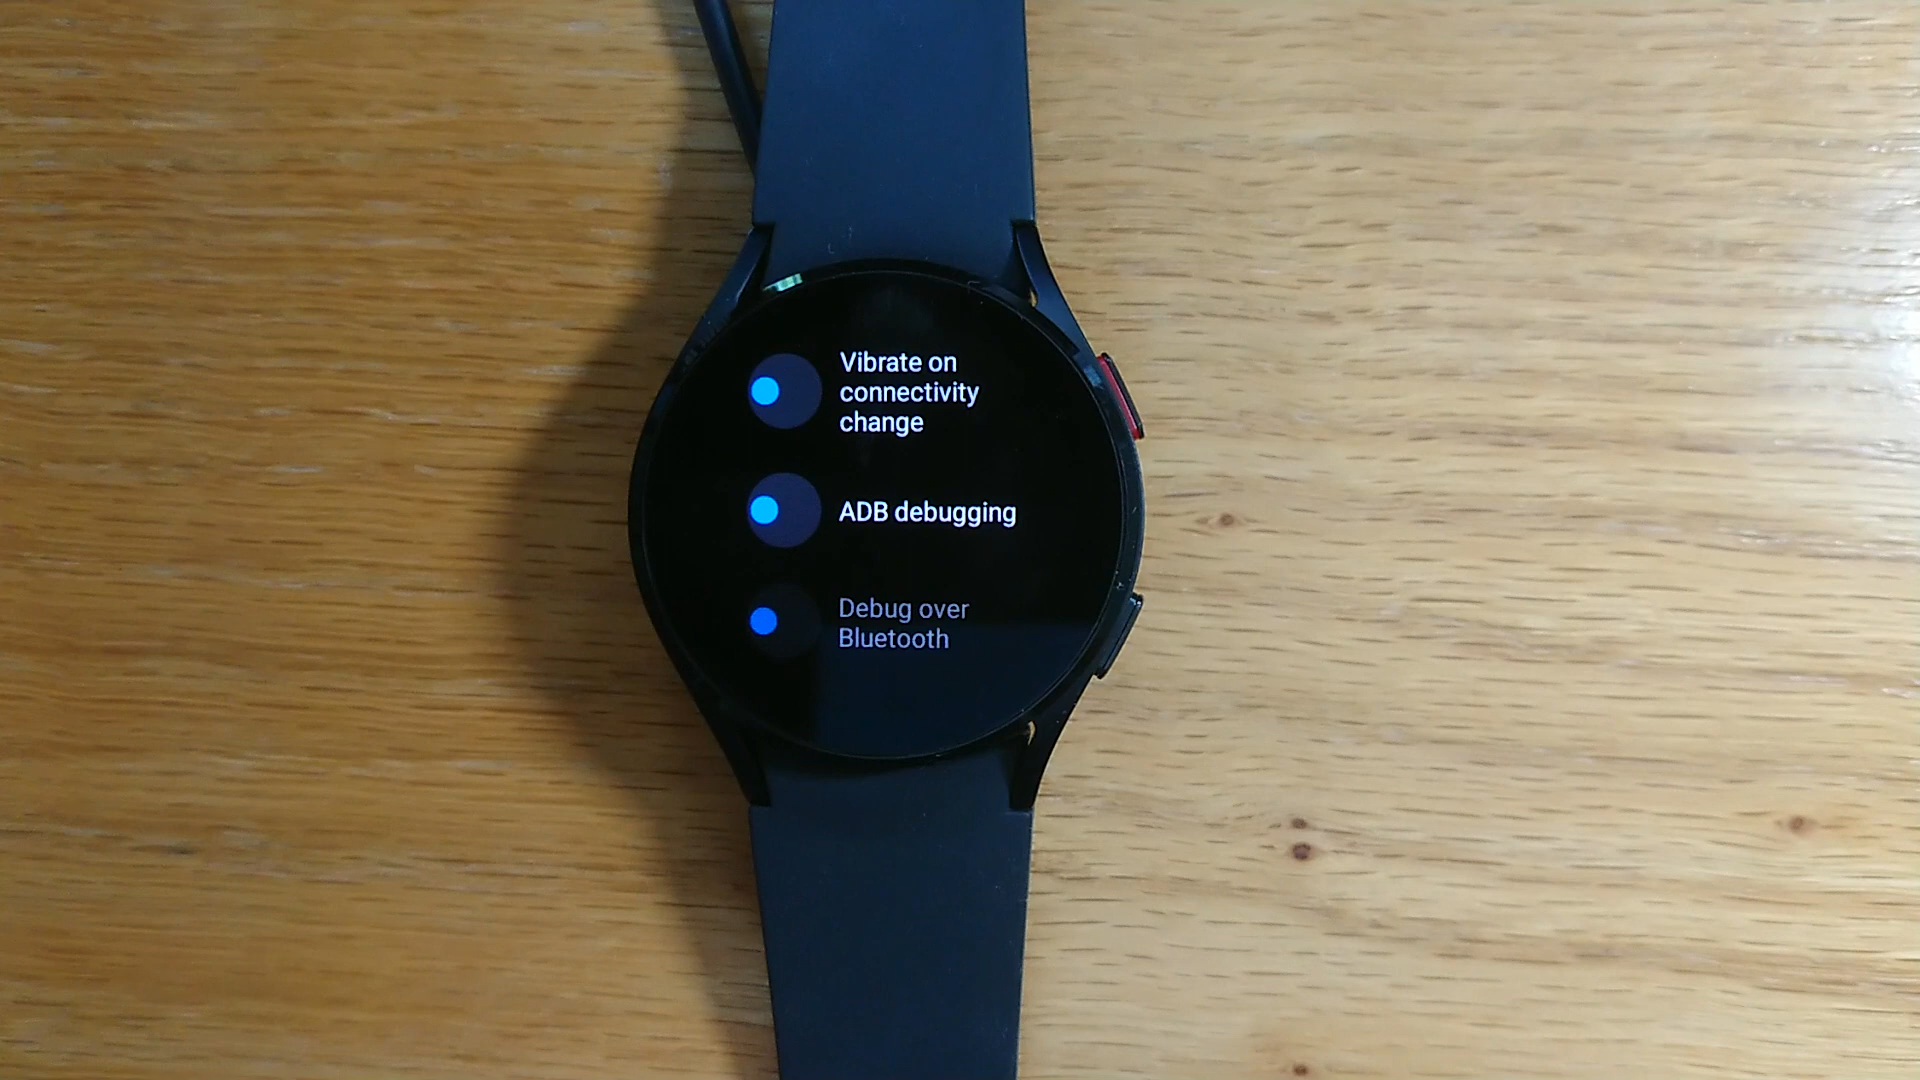 Vibrate on
connectivity
change
ADB debugging
Debug over
Bluetooth